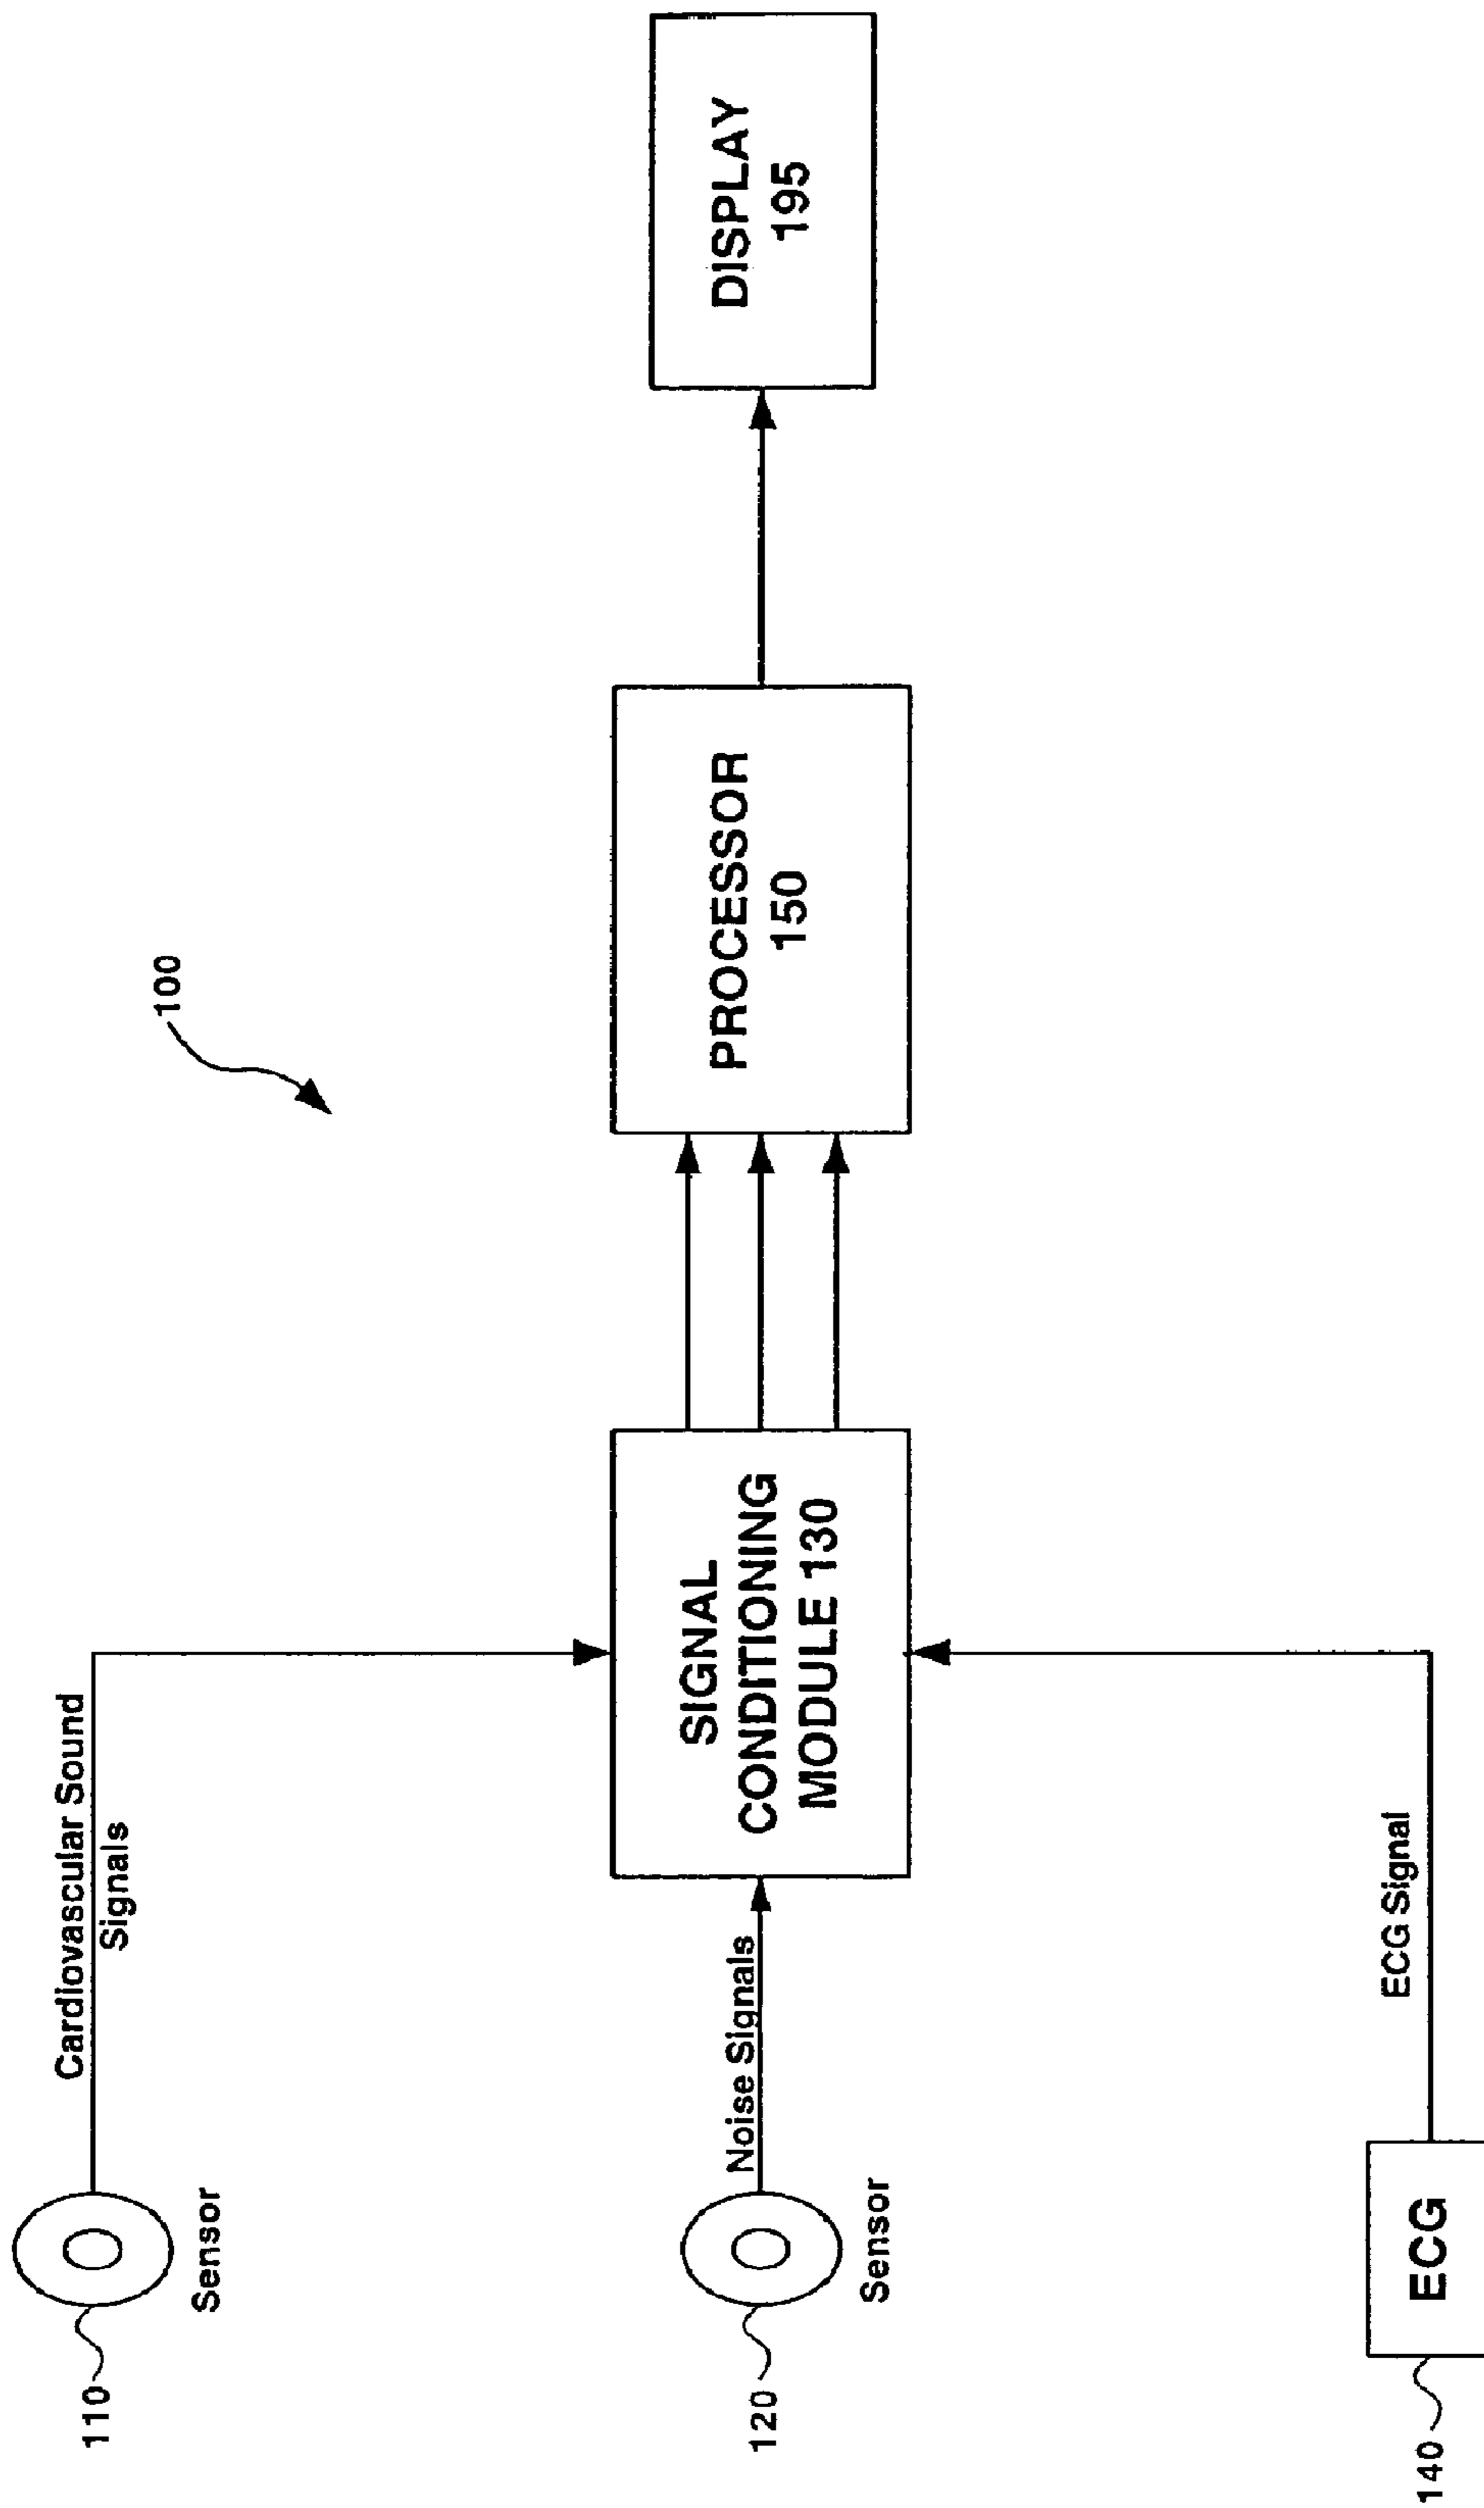 110
Cardiovascular Sound
Signals
Sensor
100
120
Noise Signals
Sensor
SIGNAL
CONDITIONING
MODULE 130
PROCESSOR
150
DISPLAY
195
140
ECG
ECG Signal